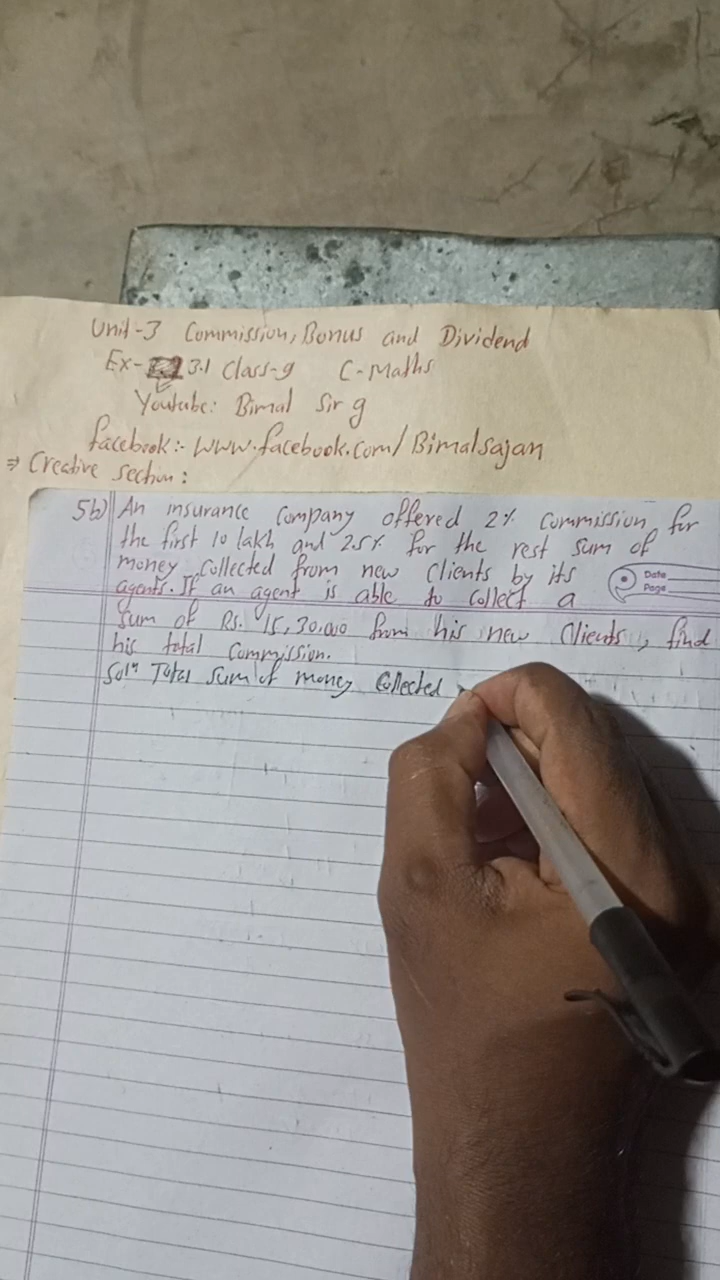 Unit-3 Commission, Bonus and Dividend
Ex- 3.1 Class-9 C-Maths
Youtube: Bimal Sir g
facebook:- www.facebook.com/Bimalsajan
⇒ Creative section:
5b) An insurance company offered 2% commission for
the first 10 lakh and 2.5% for the rest sum of
money collected from new clients by its
agents. If an agent is able to collect a
sum of Rs. 15,30,000 from his new clients, find
his total commission.
Solⁿ Total sum of money collected
Date
Page